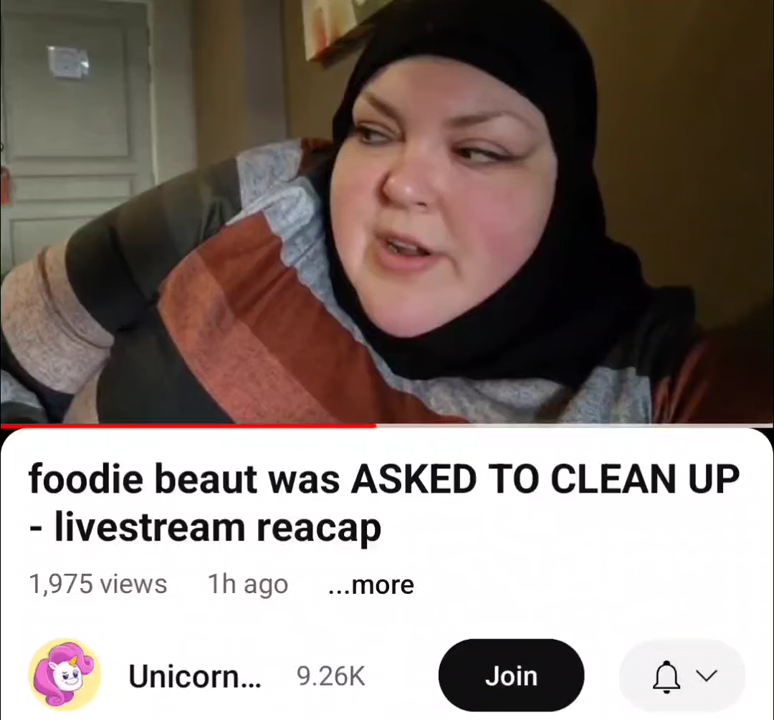 foodie beaut was ASKED TO CLEAN UP
- livestream reacap
1,975 views 1h ago ...more
Unicorn... 9.26K Join